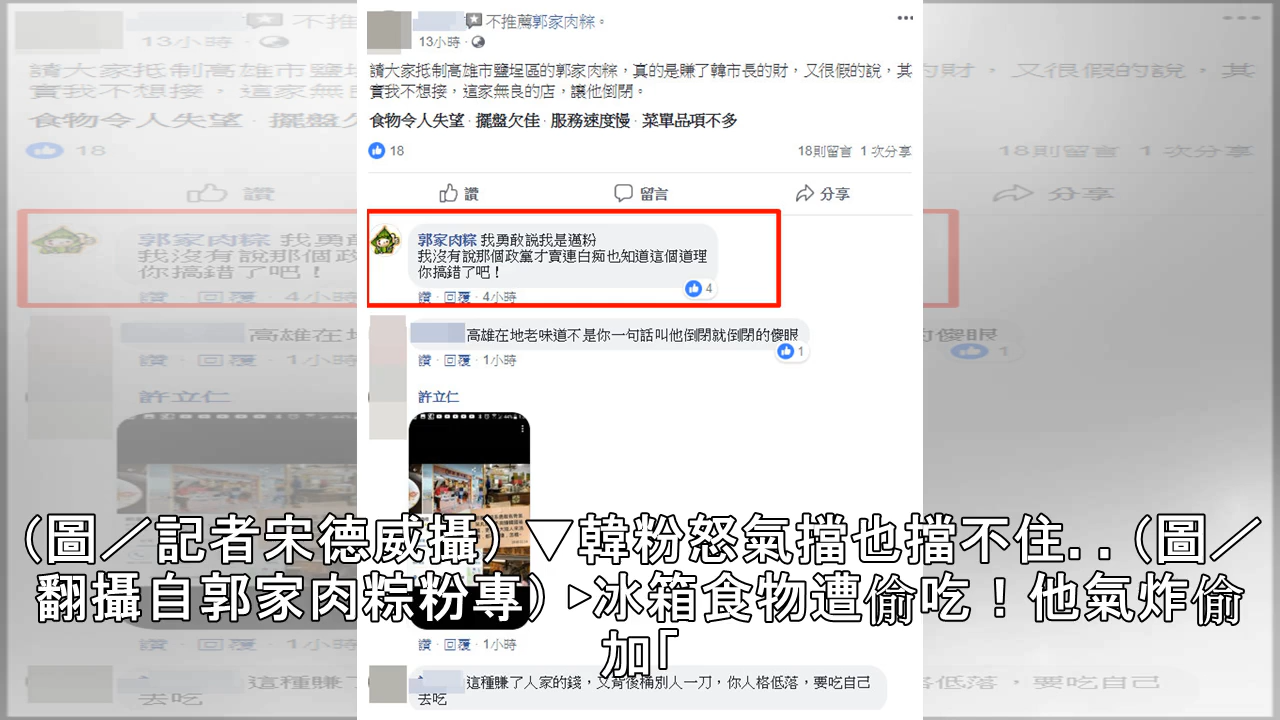 不推薦郭家肉粽。
13小時
請大家抵制高雄市鹽埕區的郭家肉粽，真的是賺了韓市長的財，又很假的說，其
實我不想接，這家無良的店，讓他倒閉。
食物令人失望 · 擺盤欠佳 · 服務速度慢 · 菜單品項不多
18
18則留言 1次分享
讚 留言 分享
郭家肉粽 我勇敢說我是邁粉
我沒有說那個政黨才賣連白痴也知道這個道理
你搞錯了吧！
4
讚 · 回覆 · 4小時
高雄在地老味道不是你一句話叫他倒閉就倒閉的傻眼
1
讚 · 回覆 · 1小時
許立仁
(圖／記者宋德威攝) ▽韓粉怒氣擋也擋不住..(圖／
翻攝自郭家肉粽粉專) ▷冰箱食物遭偷吃！他氣炸偷
加「
讚 · 回覆 · 1小時
這種賺了人家的錢，又背後捅別人一刀，你人格低落，要吃自己
去吃